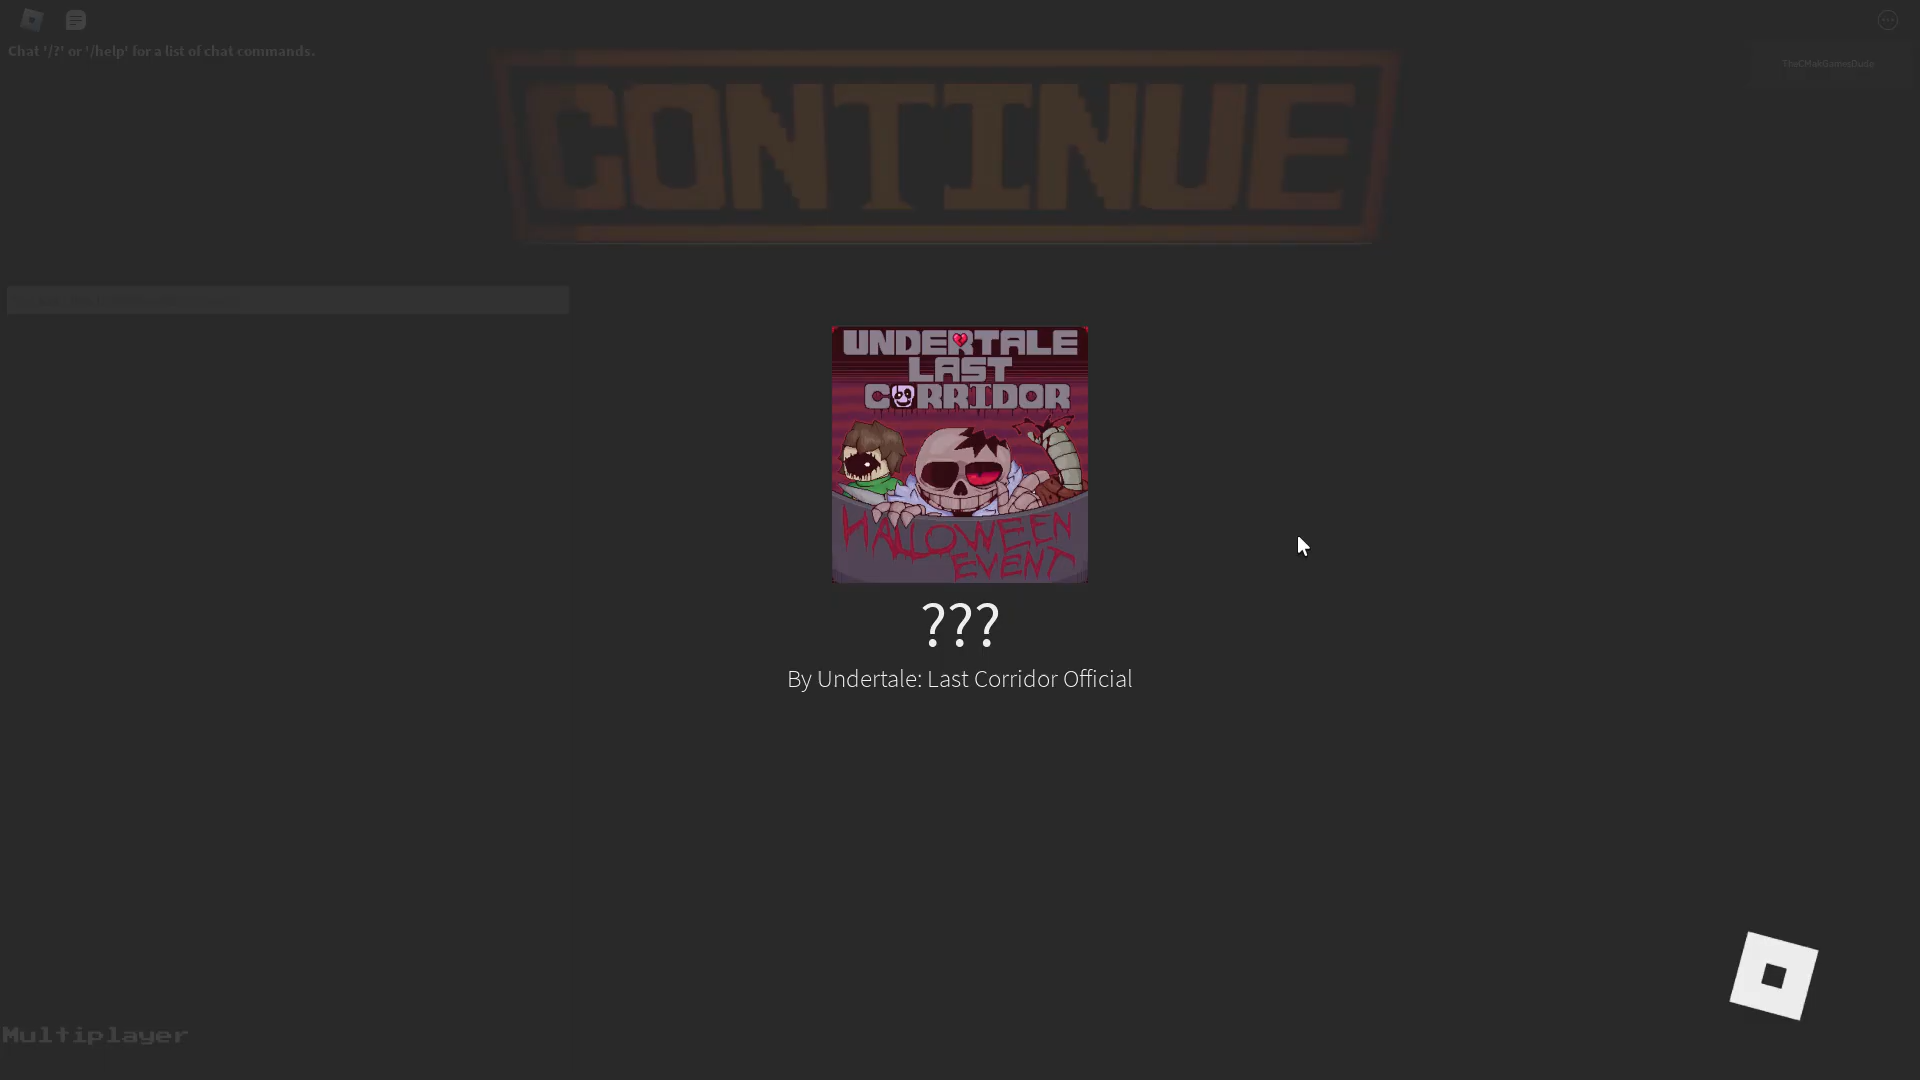 Chat '/?' or '/help' for a list of chat commands.
TheCMakGamesDude
CONTINUE
UNDERTALE
LAST
CORRIDOR
HALLOWEEN
EVENT
???
By Undertale: Last Corridor Official
Multiplayer